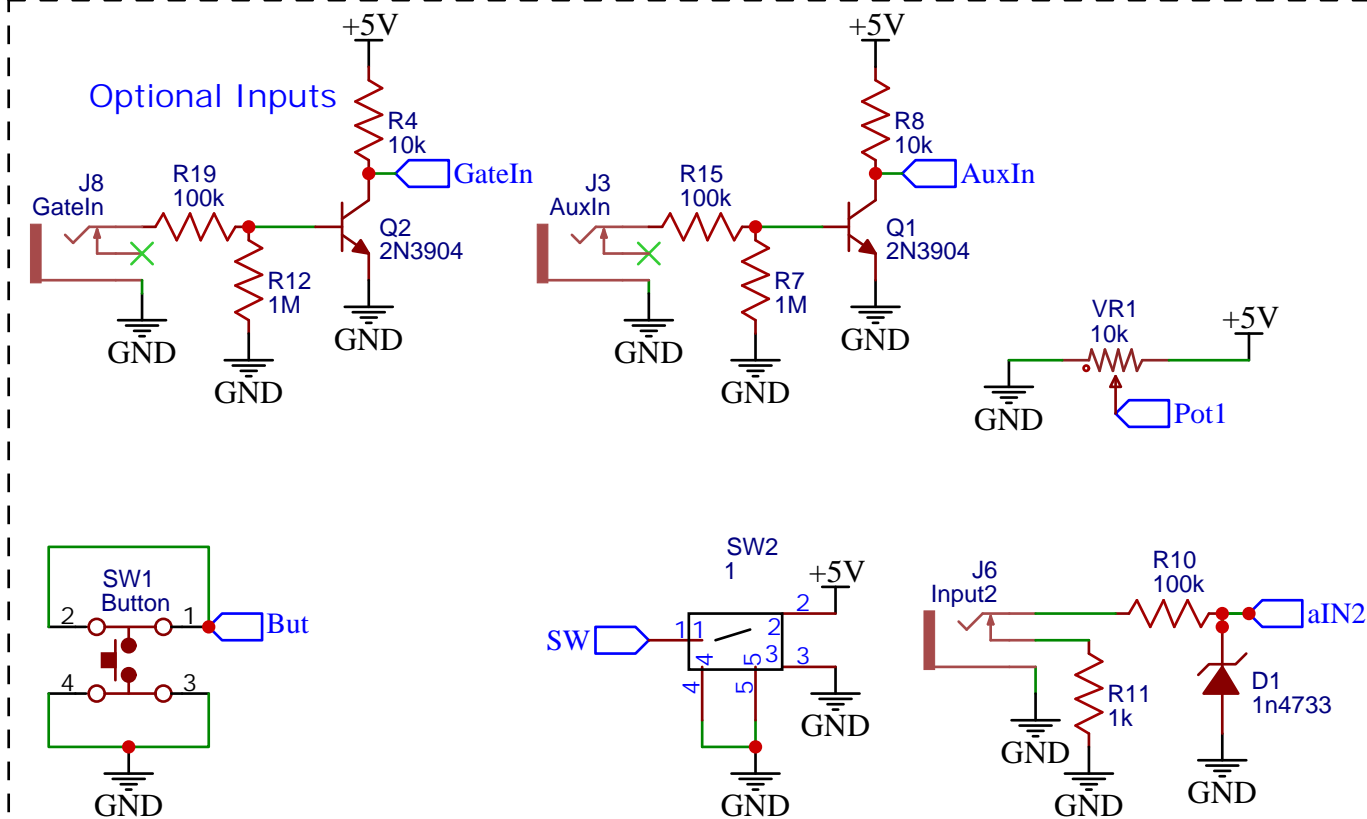 +5V
+5V
Optional Inputs
R4
10k
GateIn
R8
10k
AuxIn
J8
GateIn
R19
100k
Q2
2N3904
R12
1M
GND
GND
GND
J3
AuxIn
R15
100k
Q1
2N3904
R7
1M
GND
GND
GND
VR1
10k
+5V
GND
Pot1
SW1
Button
2
1
But
4
3
GND
SW2
1
+5V
SW
1
1
2
2
3
3
4
5
4
5
GND
GND
J6
Input2
R10
100k
aIN2
R11
1k
D1
1n4733
GND
GND
GND